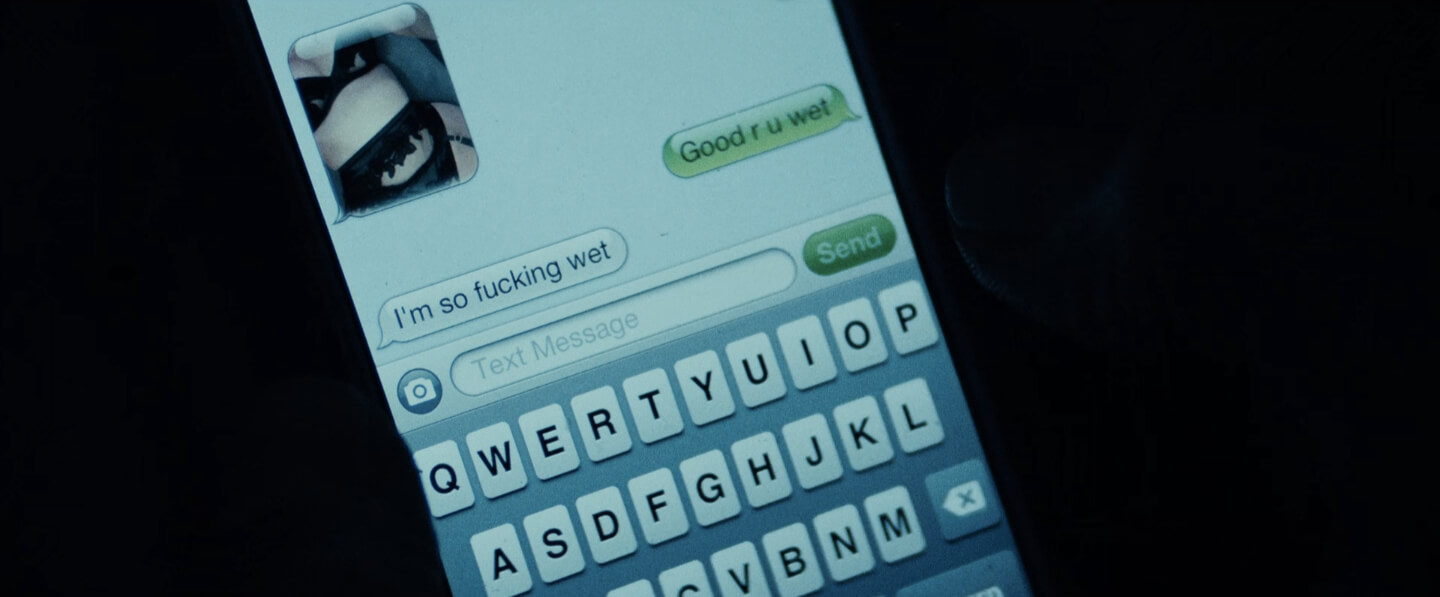 Good r u wet
I'm so fucking wet
Send
Text Message
Q W E R T Y U I O P
A S D F G H J K L
C V B N M